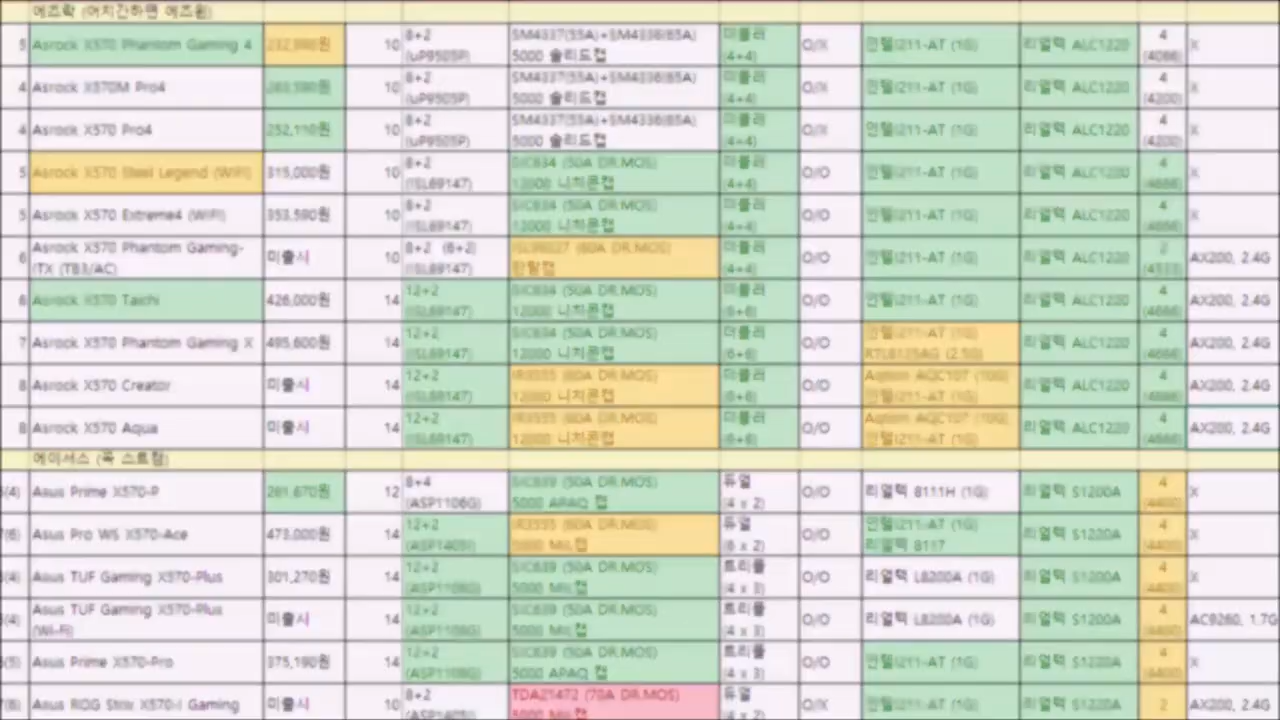 에즈락 (어지간하면 에즈윈)
5 Asrock X570 Phantom Gaming 4 10 8+2 (uP9505P) SM4337(55A)+SM4336(65A) 5000 솔리드캡 더블러 (4+4) O/X 인텔I211-AT (1G) 리얼텍 ALC1220 4 X
4 Asrock X570M Pro4 10 8+2 (uP9505P) SM4337(55A)+SM4336(65A) 5000 솔리드캡 더블러 (4+4) O/X 인텔I211-AT (1G) 리얼텍 ALC1220 4 (4200) X
4 Asrock X570 Pro4 252,110원 10 8+2 (uP9505P) SM4337(55A)+SM4336(65A) 5000 솔리드캡 더블러 (4+4) O/X 인텔I211-AT (1G) 리얼텍 ALC1220 4 (4200) X
5 Asrock X570 Steel Legend (WIFI) 315,000원 10 8+2 (ISL69147) SIC634 (50A DR.MOS) 12000 니치콘캡 더블러 (4+4) O/O 인텔I211-AT (1G) 리얼텍 ALC1220 4 (4666) X
5 Asrock X570 Extreme4 (WIFI) 353,590원 10 8+2 (ISL69147) SIC634 (50A DR.MOS) 12000 니치콘캡 더블러 (4+4) O/O 인텔I211-AT (1G) 리얼텍 ALC1220 4 (4666) X
6 Asrock X570 Phantom Gaming-ITX (TB3/AC) 미출시 10 8+2 (6+2) (ISL69147) (60A DR.MOS) 탄탈캡 더블러 (4+4) O/O 인텔I211-AT (1G) 리얼텍 ALC1220 2 AX200, 2.4G
6 Asrock X570 Taichi 426,000원 14 12+2 (ISL69147) SIC634 (50A DR.MOS) 12000 니치콘캡 더블러 (6+6) O/O 인텔I211-AT (1G) 리얼텍 ALC1220 4 (4666) AX200, 2.4G
7 Asrock X570 Phantom Gaming X 495,600원 14 12+2 (ISL69147) SIC634 (50A DR.MOS) 12000 니치콘캡 더블러 (6+6) O/O 인텔I211-AT (1G) RTL8125AG (2.5G) 리얼텍 ALC1220 4 (4666) AX200, 2.4G
8 Asrock X570 Creator 미출시 14 12+2 (ISL69147) IR3555 (60A DR.MOS) 12000 니치콘캡 더블러 (6+6) O/O Aqtion AQC107 (10G) 인텔I211-AT (1G) 리얼텍 ALC1220 4 (4666) AX200, 2.4G
8 Asrock X570 Aqua 미출시 14 12+2 (ISL69147) IR3555 (60A DR.MOS) 12000 니치콘캡 더블러 (6+6) O/O Aqtion AQC107 (10G) 인텔I211-AT (1G) 리얼텍 ALC1220 4 (4666) AX200, 2.4G
에이서스 (폭 스트챔)
(4) Asus Prime X570-P 281,670원 12 8+4 (ASP1106G) SIC639 (50A DR.MOS) 5000 APAQ 캡 듀얼 (4 x 2) O/O 리얼텍 8111H (1G) 리얼텍 S1200A 4 (4400) X
(6) Asus Pro WS X570-Ace 473,000원 14 12+2 (ASP1405I) IR3555 (60A DR.MOS) 5000 MIL캡 듀얼 (6 x 2) O/O 인텔I211-AT (1G) 리얼텍 8117 리얼텍 S1220A 4 (4400) X
(4) Asus TUF Gaming X570-Plus 301,270원 14 12+2 (ASP1106G) SIC639 (50A DR.MOS) 5000 MIL캡 트리플 (4 x 3) O/O 리얼텍 L8200A (1G) 리얼텍 S1200A 4 (4400) X
(4) Asus TUF Gaming X570-Plus (Wi-Fi) 미출시 14 12+2 (ASP1106G) SIC639 (50A DR.MOS) 5000 MIL캡 트리플 (4 x 3) O/O 리얼텍 L8200A (1G) 리얼텍 S1200A 4 (4400) AC9260, 1.7G
(5) Asus Prime X570-Pro 375,190원 14 12+2 (ASP1106G) SIC639 (50A DR.MOS) 5000 APAQ 캡 트리플 (4 x 3) O/O 인텔I211-AT (1G) 리얼텍 S1220A 4 (4400) X
(8) Asus ROG Strix X570-I Gaming 미출시 10 8+2 (ASP1405I) TDA21472 (70A DR.MOS) 5000 MIL캡 듀얼 (4 x 2) O/X 인텔I211-AT (1G) 리얼텍 S1220A 2 AX200, 2.4G